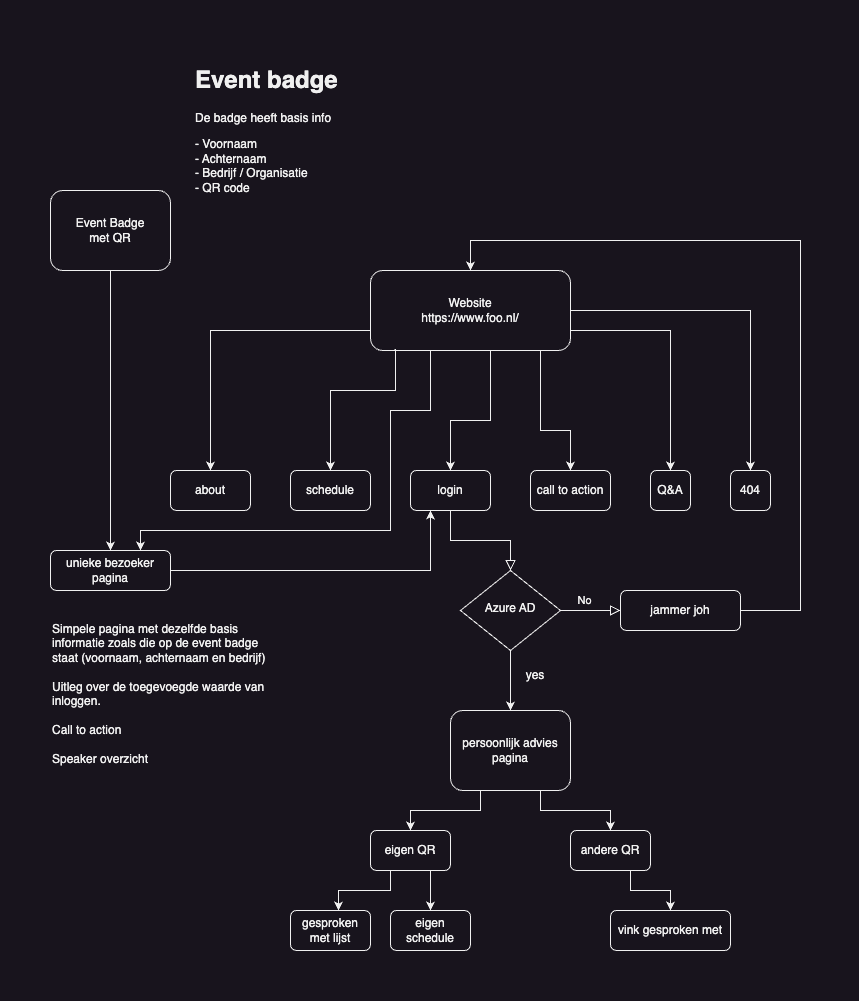 Event badge
De badge heeft basis info
- Voornaam
- Achternaam
- Bedrijf / Organisatie
- QR code
Event Badge
met QR
Website
https://www.foo.nl/
about
schedule
login
call to action
Q&A
404
unieke bezoeker
pagina
Azure AD
No
jammer joh
Simpele pagina met dezelfde basis
informatie zoals die op de event badge
staat (voornaam, achternaam en bedrijf)
Uitleg over de toegevoegde waarde van
inloggen.
Call to action
Speaker overzicht
yes
persoonlijk advies
pagina
eigen QR
andere QR
gesproken
met lijst
eigen
schedule
vink gesproken met